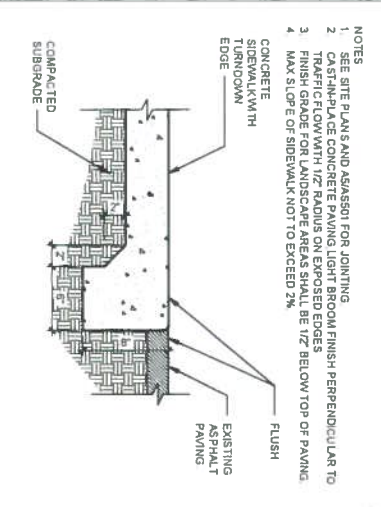 NOTES
1. SEE SITE PLANS AND A5/AS501 FOR JOINTING
2 CAST-IN-PLACE CONCRETE PAVING LIGHT BROOM FINISH PERPENDICULAR TO
TRAFFIC FLOW WITH 1/2" RADIUS ON EXPOSED EDGES
3. FINISH GRADE FOR LANDSCAPE AREAS SHALL BE 1/2" BELOW TOP OF PAVING.
4 MAX SLOPE OF SIDEWALK NOT TO EXCEED 2%
CONCRETE
SIDEWALK WITH
TURNDOWN
EDGE
FLUSH
EXISTING
ASPHALT
PAVING
COMPACTED
SUBGRADE
2"
6"